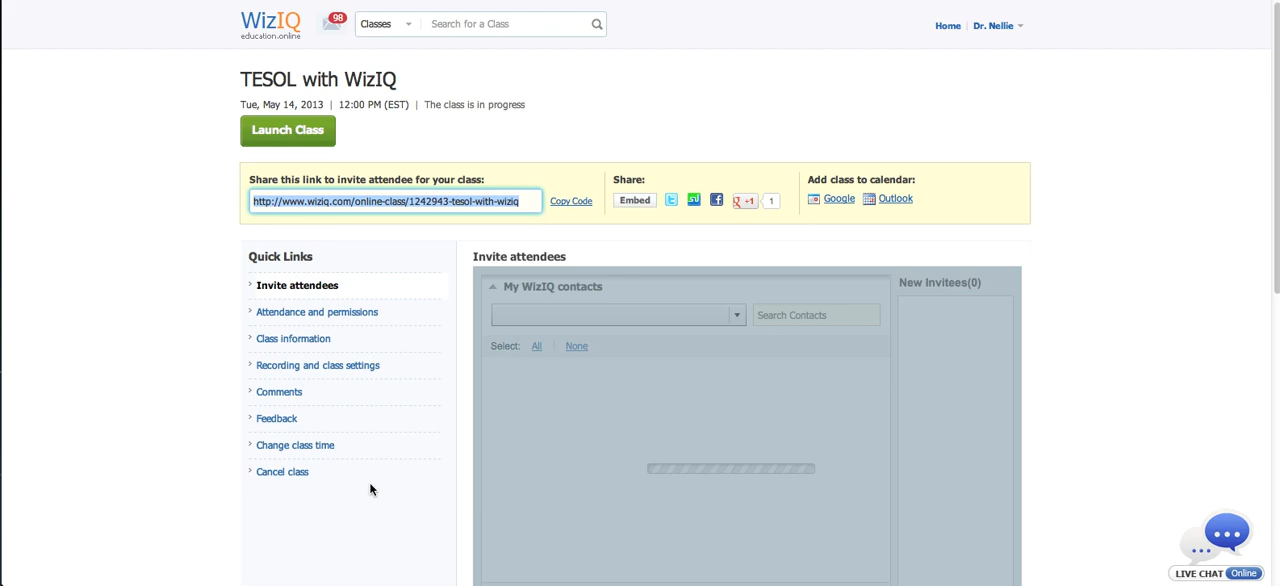 WizIQ
education.online
98
Classes
Search for a Class
Home | Dr. Nellie
TESOL with WizIQ
Tue, May 14, 2013 | 12:00 PM (EST) | The class is in progress
Launch Class
Share this link to invite attendee for your class:
http://www.wiziq.com/online-class/1242943-tesol-with-wiziq
Copy Code
Share:
Embed
+1
1
Add class to calendar:
Google
Outlook
Quick Links
Invite attendees
Attendance and permissions
Class information
Recording and class settings
Comments
Feedback
Change class time
Cancel class
Invite attendees
My WizIQ contacts
Search Contacts
Select: All | None
New Invitees(0)
LIVE CHAT Online